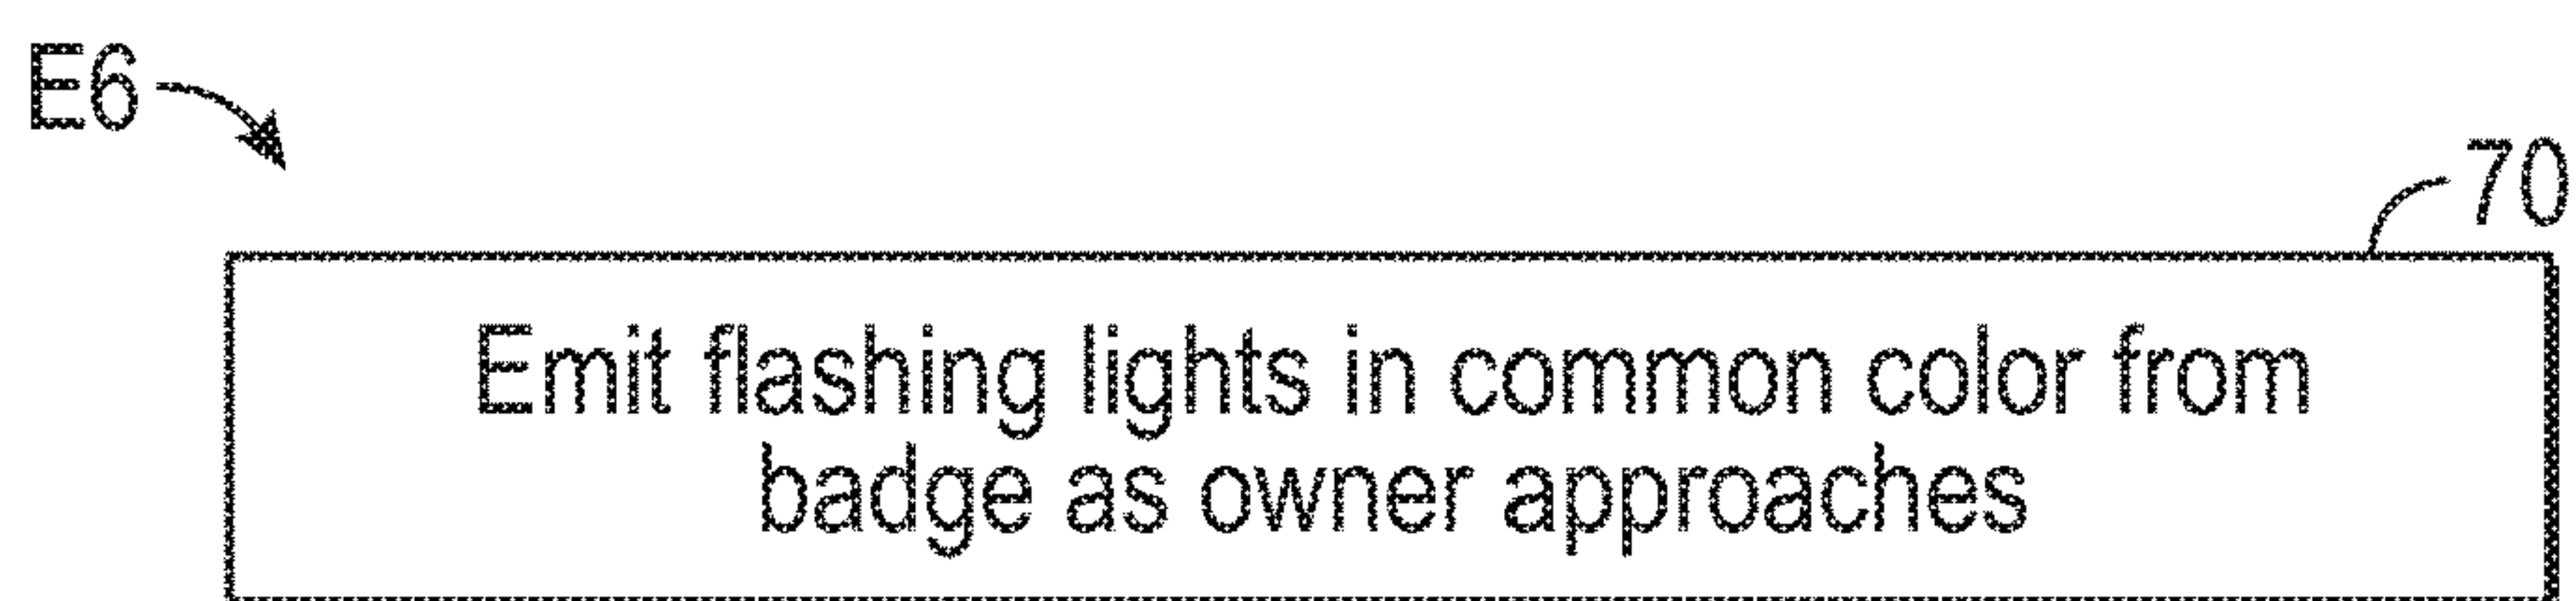 E6
70
Emit flashing lights in common color from
badge as owner approaches